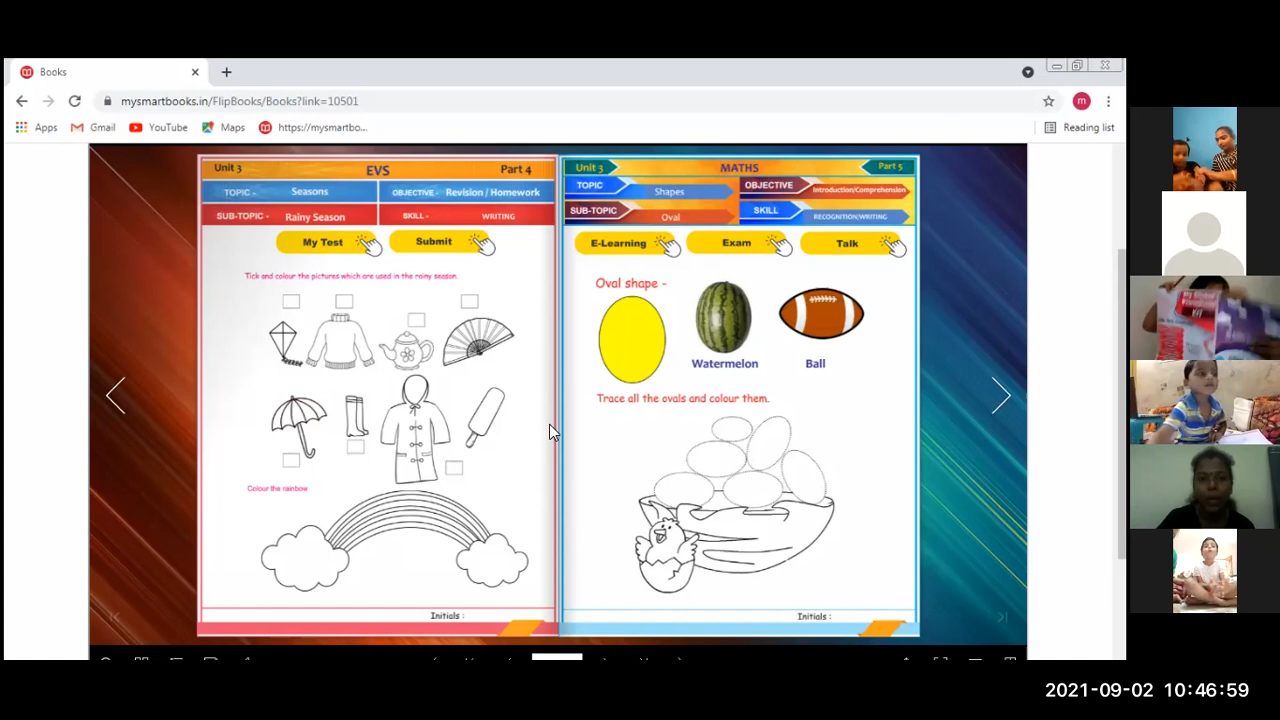 Books
mysmartbooks.in/FlipBooks/Books?link=10501
m
Apps Gmail YouTube Maps https://mysmartbo... Reading list
Unit 3 EVS Part 4
TOPIC - Seasons OBJECTIVE - Revision / Homework
SUB-TOPIC - Rainy Season SKILL - WRITING
My Test Submit
Tick and colour the pictures which are used in the rainy season.
Colour the rainbow
Initials :
Unit 3 MATHS Part 5
TOPIC Shapes OBJECTIVE Introduction/Comprehension
SUB-TOPIC Oval SKILL RECOGNITION/WRITING
E-Learning Exam Talk
Oval shape -
Watermelon Ball
Trace all the ovals and colour them.
Initials :
2021-09-02 10:46:59